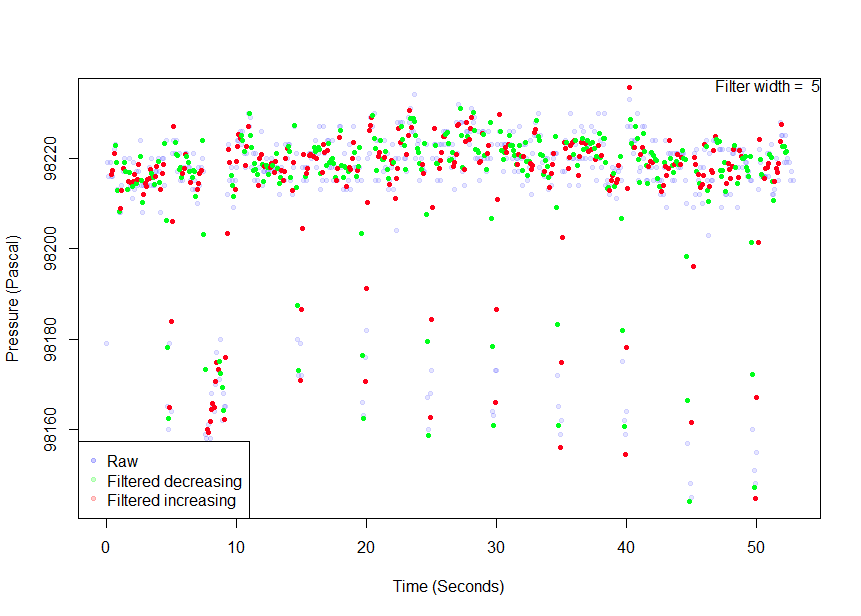 Filter width =  5
98220
98200
98180
98160
Pressure (Pascal)
Raw
Filtered decreasing
Filtered increasing
0 10 20 30 40 50
Time (Seconds)